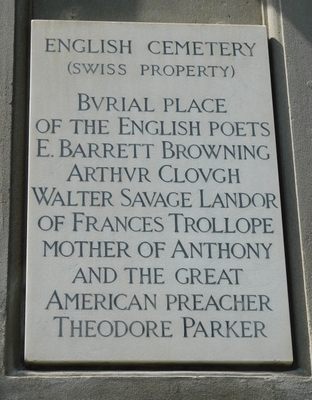 ENGLISH CEMETERY
(SWISS PROPERTY)
BVRIAL PLACE
OF THE ENGLISH POETS
E. BARRETT BROWNING
ARTHVR CLOVGH
WALTER SAVAGE LANDOR
OF FRANCES TROLLOPE
MOTHER OF ANTHONY
AND THE GREAT
AMERICAN PREACHER
THEODORE PARKER